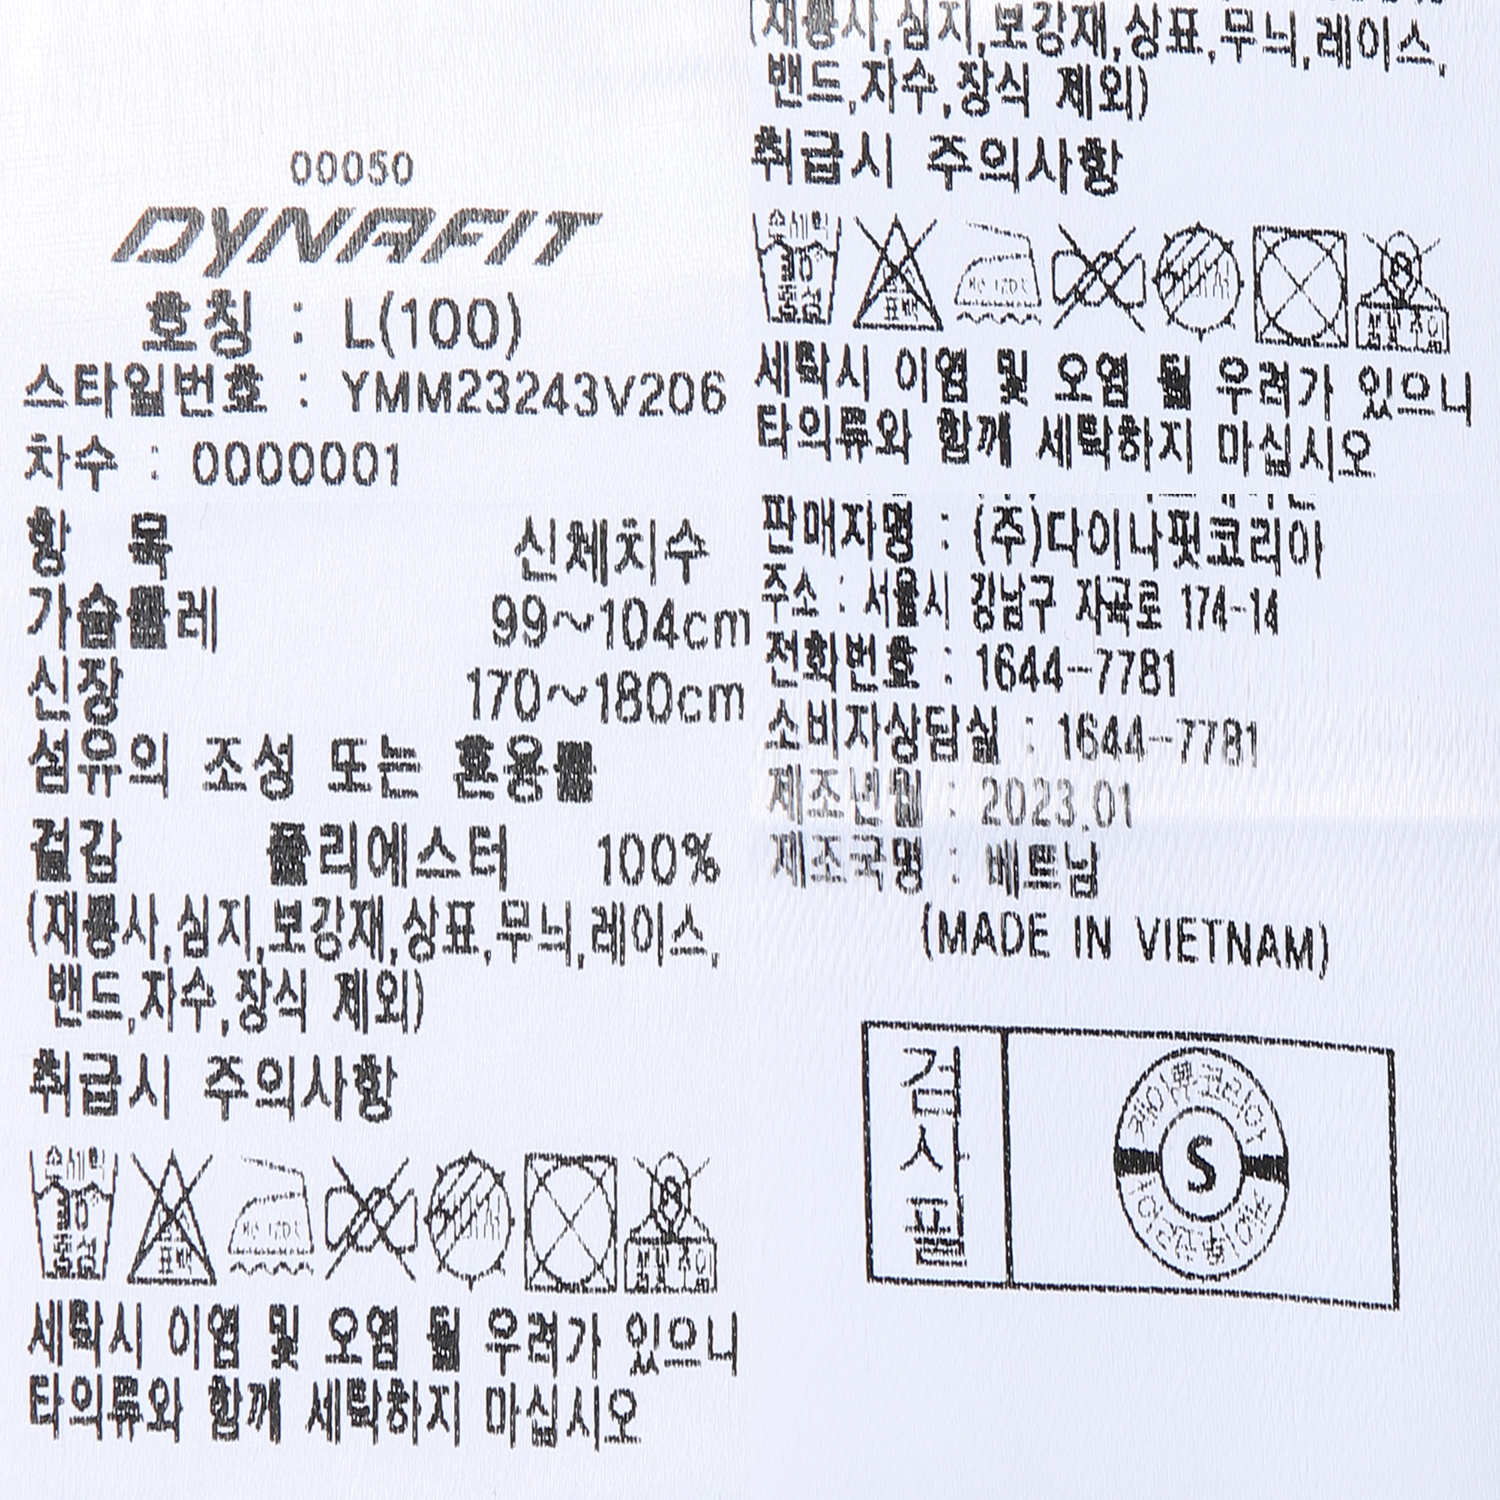 00050
DYNAFIT
호칭 : L(100)
스타일번호 : YMM23243V206
차수 : 0000001
항 목 신체치수
가슴둘레 99~104cm
신장 170~180cm
섬유의 조성 또는 혼용률
겉감 폴리에스터 100%
(재봉사,심지,보강재,상표,무늬,레이스,
밴드,자수,장식 제외)
취급시 주의사항
손세탁 표백
세탁시 이염 및 오염 될 우려가 있으니
타의류와 함께 세탁하지 마십시오
(재봉사,심지,보강재,상표,무늬,레이스,
밴드,자수,장식 제외)
취급시 주의사항
손세탁 표백
세탁시 이염 및 오염 될 우려가 있으니
타의류와 함께 세탁하지 마십시오
판매자명 : (주)다이나핏코리아
주소 : 서울시 강남구 자곡로 174-14
전화번호 : 1644-7781
소비자상담실 : 1644-7781
제조년월 : 2023.01
제조국명 : 베트남
(MADE IN VIETNAM)
검사필
S